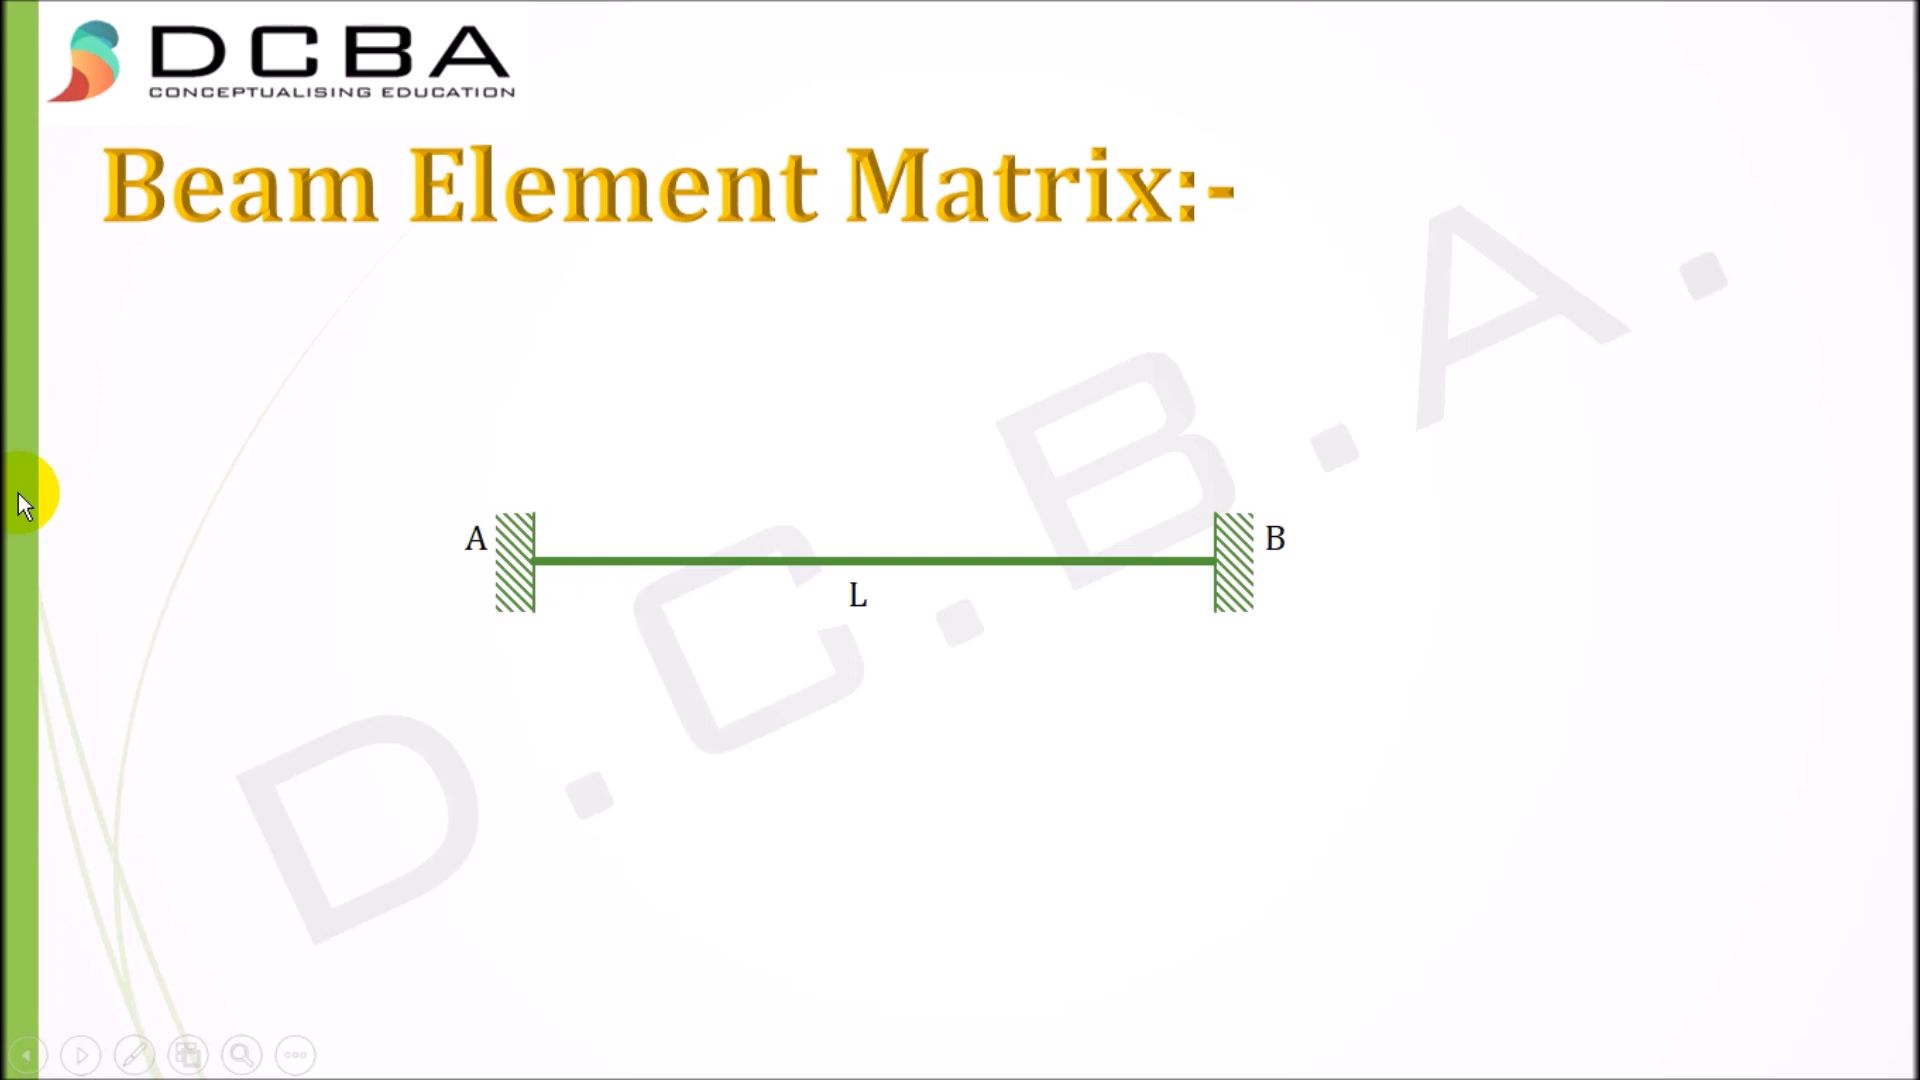 DCBA
CONCEPTUALISING EDUCATION
Beam Element Matrix:-
D.C.B.A.
A B
L